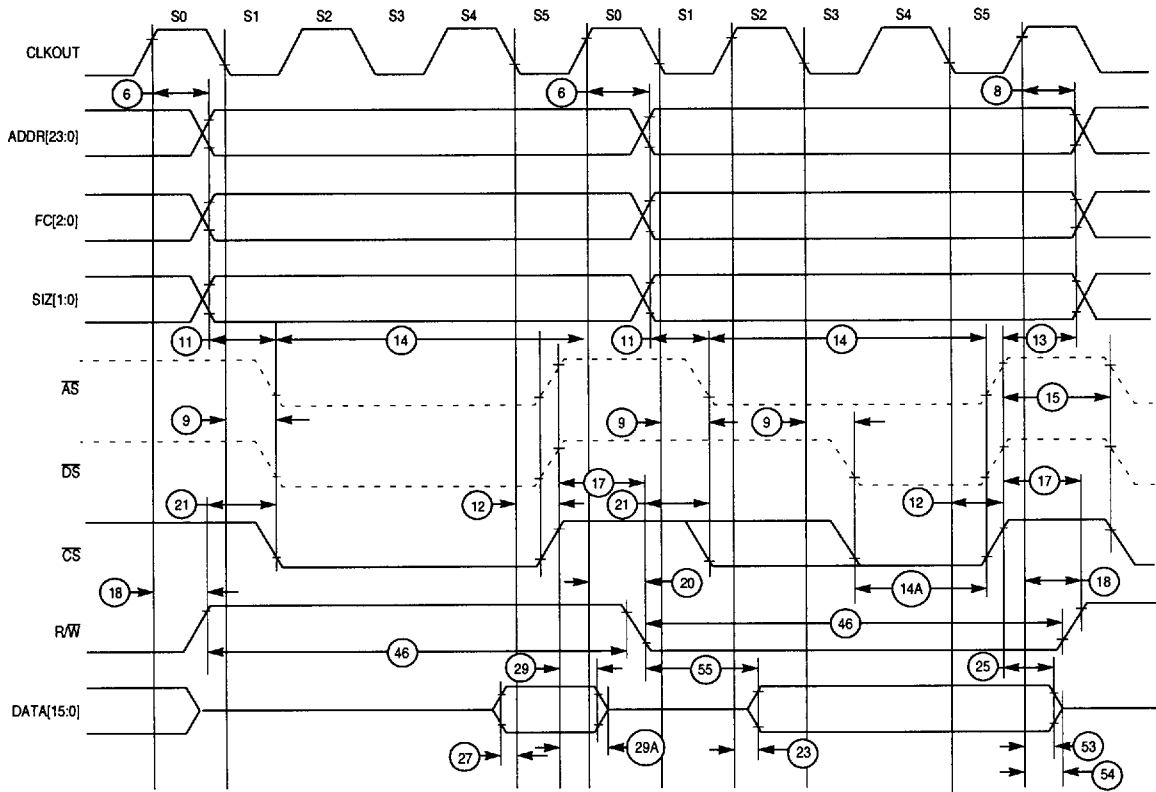 S0 S1 S2 S3 S4 S5 S0 S1 S2 S3 S4 S5
CLKOUT
6 6 8
ADDR[23:0]
FC[2:0]
SIZ[1:0]
11 14 11 14 13
AS
15
9 9 9
DS
17 17
21 12 21 12
CS
18 20 14A 18
R/W
46 46
29 55 25
DATA[15:0]
27 29A 23 53
54